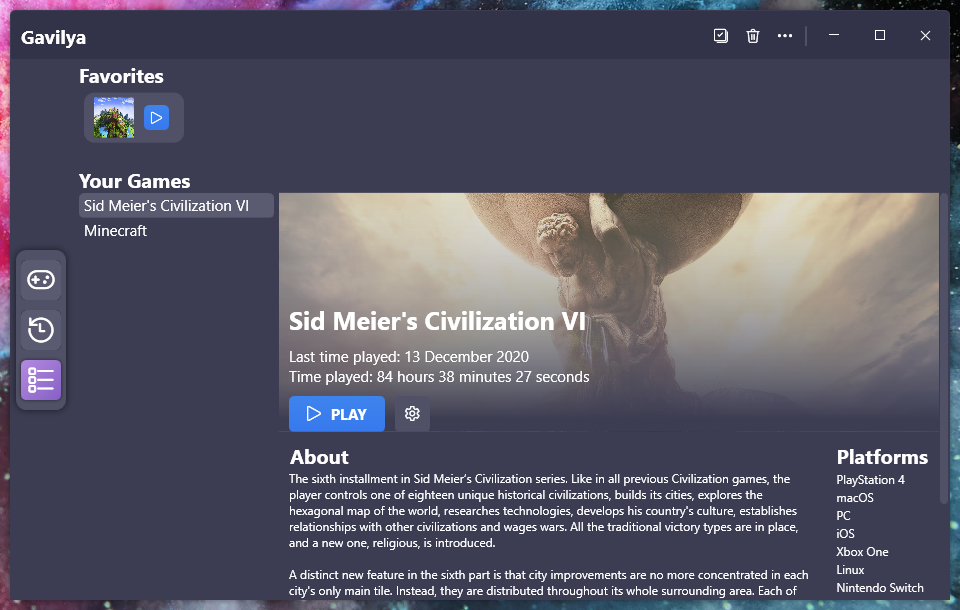 Gavilya
Favorites
Your Games
Sid Meier's Civilization VI
Minecraft
Sid Meier's Civilization VI
Last time played: 13 December 2020
Time played: 84 hours 38 minutes 27 seconds
PLAY
About
The sixth installment in Sid Meier's Civilization series. Like in all previous Civilization games, the
player controls one of eighteen unique historical civilizations, builds its cities, explores the
hexagonal map of the world, researches technologies, develops his country's culture, establishes
relationships with other civilizations and wages wars. All the traditional victory types are in place,
and a new one, religious, is introduced.
A distinct new feature in the sixth part is that city improvements are no more concentrated in each
city's only main tile. Instead, they are distributed throughout its whole surrounding area. Each of
Platforms
PlayStation 4
macOS
PC
iOS
Xbox One
Linux
Nintendo Switch